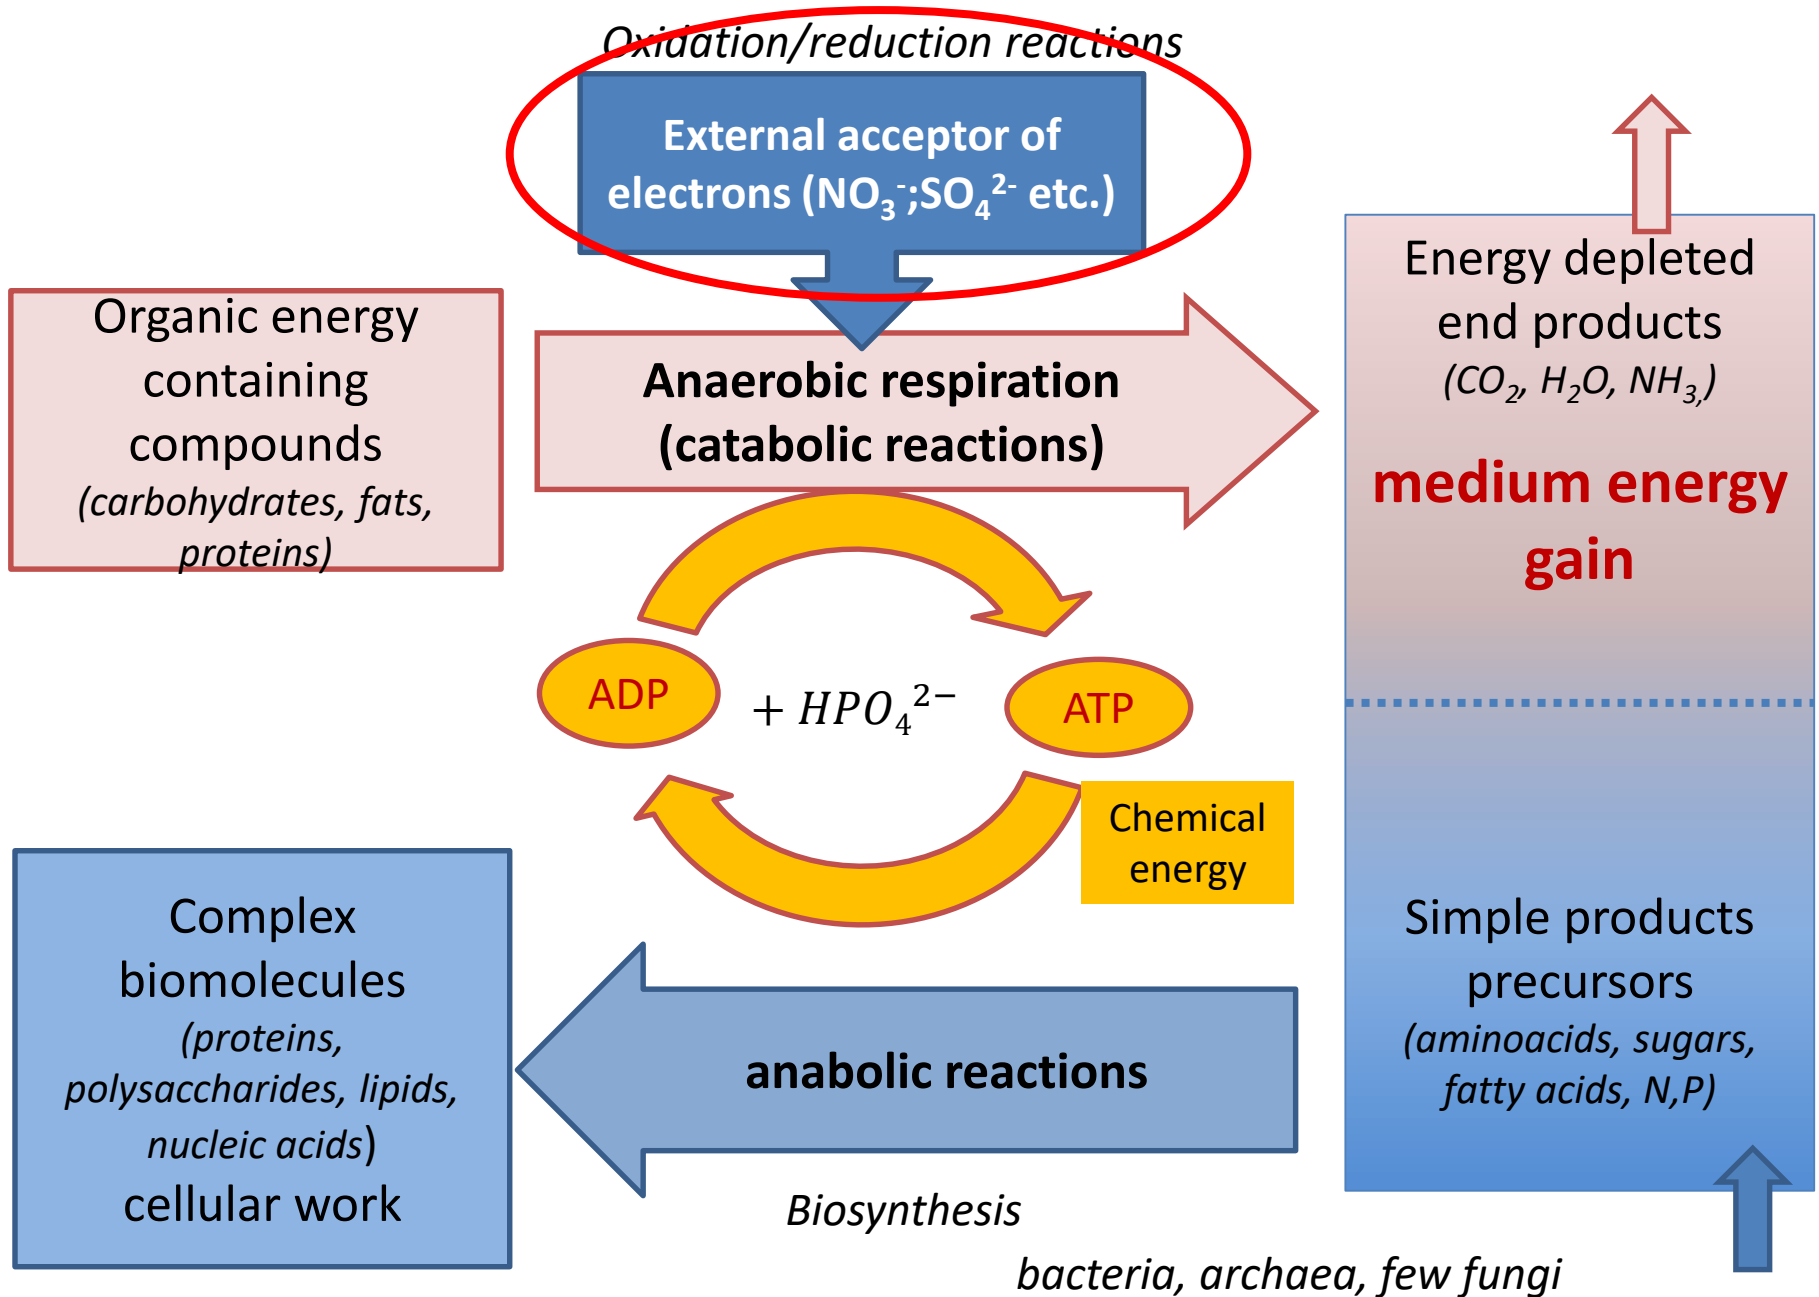 Oxidation/reduction reactions
External acceptor of
electrons (NO₃⁻;SO₄²⁻ etc.)
Organic energy
containing
compounds
(carbohydrates, fats,
proteins)
Anaerobic respiration
(catabolic reactions)
Energy depleted
end products
(CO₂, H₂O, NH₃,)
medium energy
gain
ADP
+ HPO₄²⁻
ATP
Chemical
energy
Complex
biomolecules
(proteins,
polysaccharides, lipids,
nucleic acids)
cellular work
anabolic reactions
Simple products
precursors
(aminoacids, sugars,
fatty acids, N,P)
Biosynthesis
bacteria, archaea, few fungi